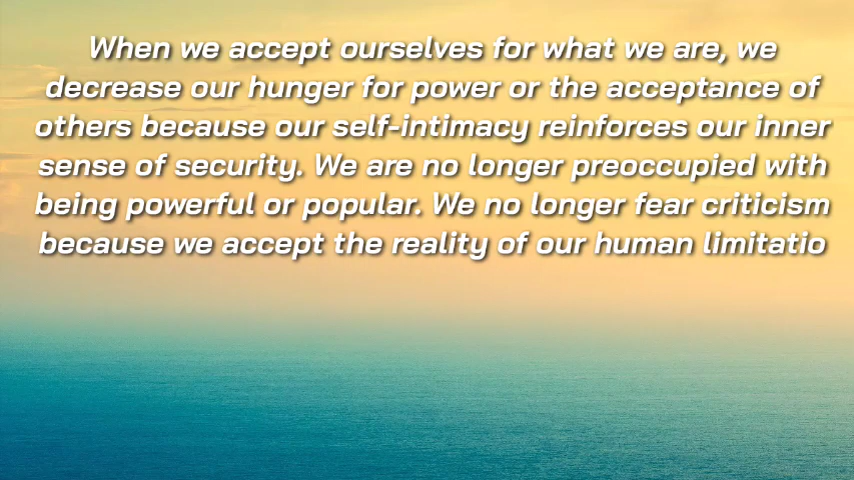 When we accept ourselves for what we are, we
decrease our hunger for power or the acceptance of
others because our self-intimacy reinforces our inner
sense of security. We are no longer preoccupied with
being powerful or popular. We no longer fear criticism
because we accept the reality of our human limitatio